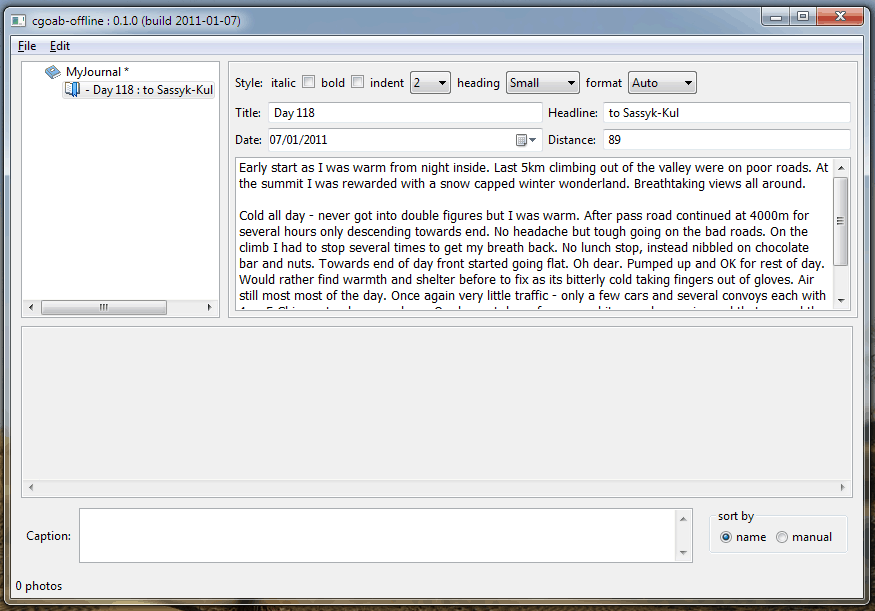 cgoab-offline : 0.1.0 (build 2011-01-07)
File Edit
MyJournal *
- Day 118 : to Sassyk-Kul
Style: italic bold indent 2 heading Small format Auto
Title: Day 118 Headline: to Sassyk-Kul
Date: 07/01/2011 Distance: 89
Early start as I was warm from night inside. Last 5km climbing out of the valley were on poor roads. At
the summit I was rewarded with a snow capped winter wonderland. Breathtaking views all around.
Cold all day - never got into double figures but I was warm. After pass road continued at 4000m for
several hours only descending towards end. No headache but tough going on the bad roads. On the
climb I had to stop several times to get my breath back. No lunch stop, instead nibbled on chocolate
bar and nuts. Towards end of day front started going flat. Oh dear. Pumped up and OK for rest of day.
Would rather find warmth and shelter before to fix as its bitterly cold taking fingers out of gloves. Air
still most most of the day. Once again very little traffic - only a few cars and several convoys each with
Caption:
sort by
name manual
0 photos